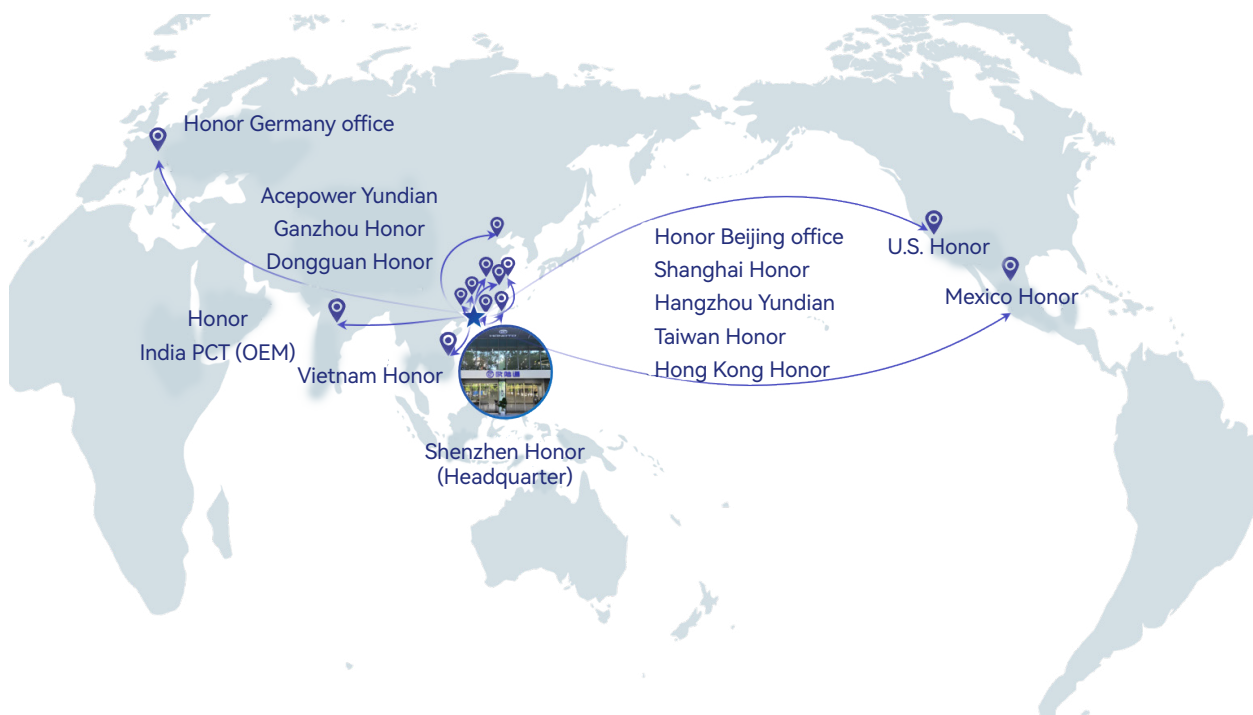 Honor Germany office
Acepower Yundian
Ganzhou Honor
Dongguan Honor
Honor
India PCT (OEM)
Vietnam Honor
Shenzhen Honor
(Headquarter)
Honor Beijing office
Shanghai Honor
Hangzhou Yundian
Taiwan Honor
Hong Kong Honor
U.S. Honor
Mexico Honor